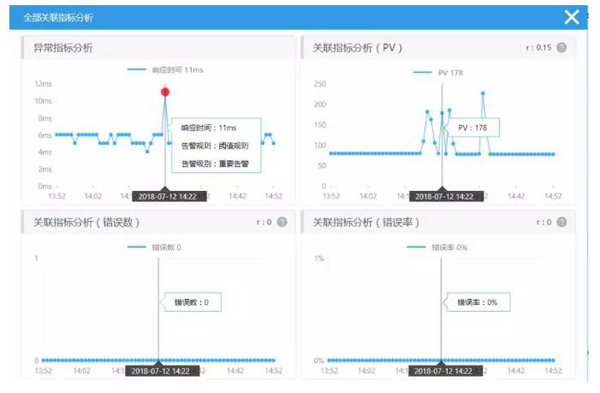 全部关联指标分析
异常指标分析
响应时间 11ms
12ms
10ms
8ms
6ms
4ms
2ms
0ms
响应时间：11ms
告警规则：阈值规则
告警级别：重要告警
13:52 14:02 14:12 2018-07-12 14:22 14:42 14:52
关联指标分析（PV） r : 0.15 ?
PV 178
250
200
150
100
50
0
PV：178
13:52 14:02 2018-07-12 14:22 14:42 14:52
关联指标分析（错误数） r : 0 ?
错误数 0
1
0
错误数：0
13:52 14:02 2018-07-12 14:22 14:42 14:52
关联指标分析（错误率） r : 0 ?
错误率 0%
1%
0%
错误率：0%
13:52 14:02 2018-07-12 14:22 14:42 14:52